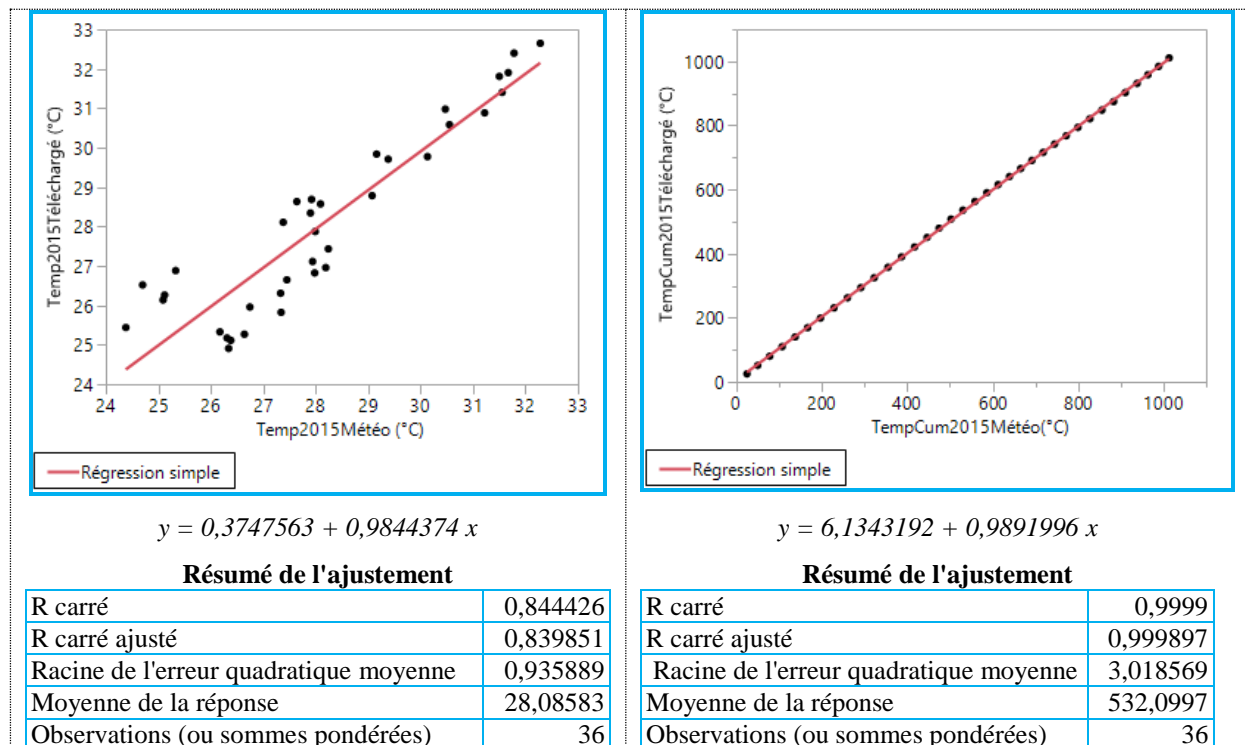 33
32
31
30
29
28
27
26
25
24
Temp2015Téléchargé (°C)
24 25 26 27 28 29 30 31 32 33
Temp2015Météo (°C)
Régression simple
y = 0,3747563 + 0,9844374 x
Résumé de l'ajustement
R carré 0,844426
R carré ajusté 0,839851
Racine de l'erreur quadratique moyenne 0,935889
Moyenne de la réponse 28,08583
Observations (ou sommes pondérées) 36
1000
800
600
400
200
0
TempCum2015Téléchargé (°C)
0 200 400 600 800 1000
TempCum2015Météo(°C)
Régression simple
y = 6,1343192 + 0,9891996 x
Résumé de l'ajustement
R carré 0,9999
R carré ajusté 0,999897
Racine de l'erreur quadratique moyenne 3,018569
Moyenne de la réponse 532,0997
Observations (ou sommes pondérées) 36